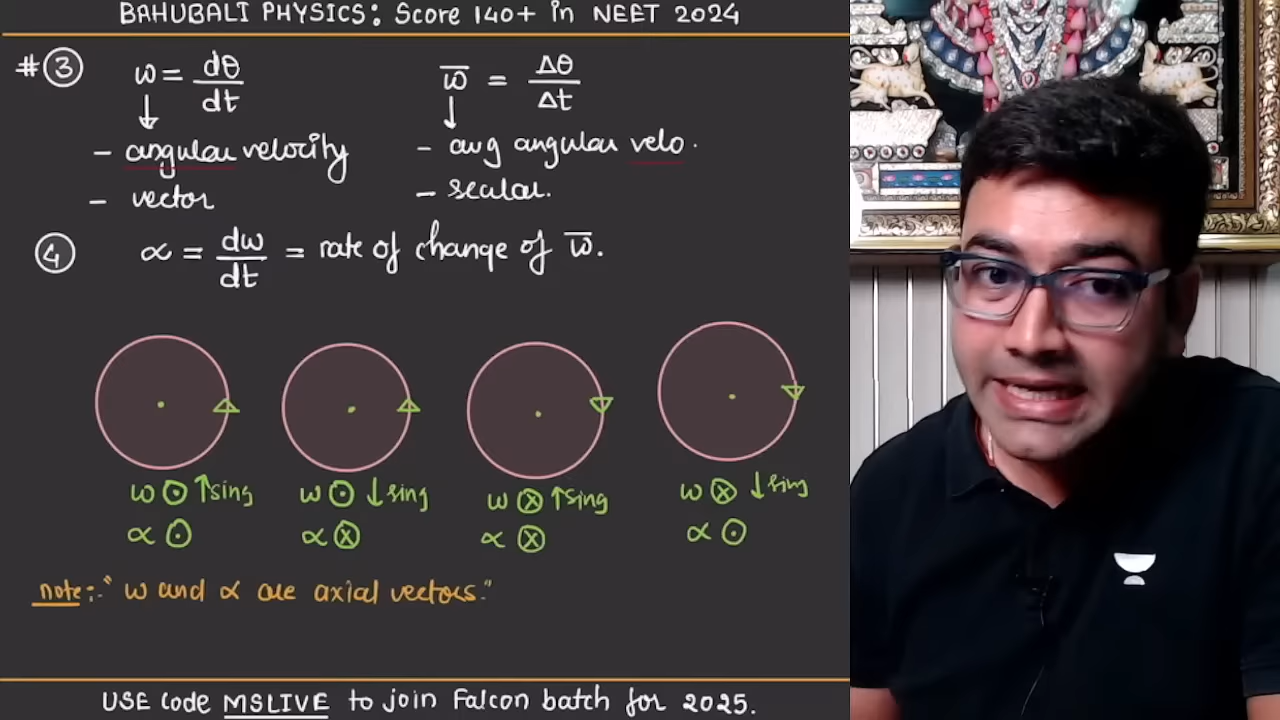 BAHUBALI PHYSICS: Score 140+ in NEET 2024
#③ ω = dθ/dt
↓
- angular velocity
- vector
ω̅ = Δθ/Δt
↓
- avg angular velo.
- scalar.
④ α = dω/dt = rate of change of ω̅.
ω ⊙ ↑sing
α ⊙
ω ⊙ ↓sing
α ⊗
ω ⊗ ↑sing
α ⊗
ω ⊗ ↓sing
α ⊙
note:-" ω and α are axial vectors."
USE Code MSLIVE to join Falcon batch for 2025.